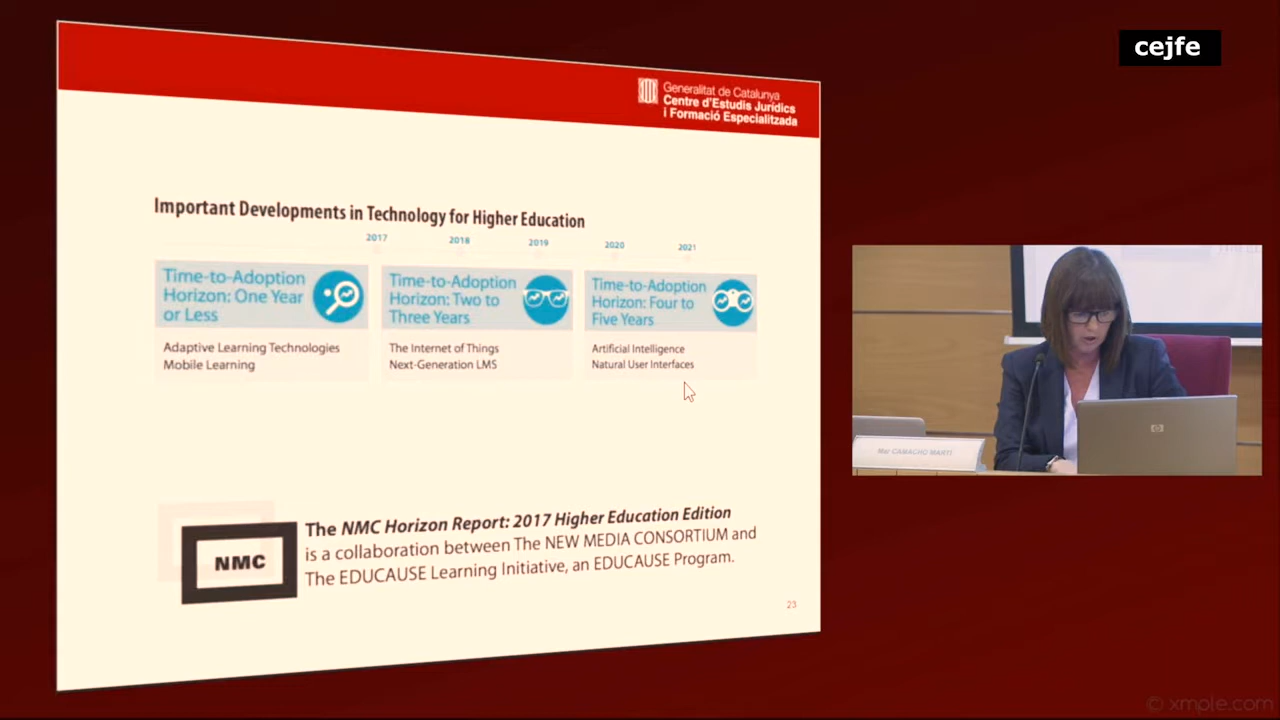 cejfe
Generalitat de Catalunya
Centre d'Estudis Jurídics
i Formació Especialitzada
Important Developments in Technology for Higher Education
2017 2018 2019 2020 2021
Time-to-Adoption
Horizon: One Year
or Less
Adaptive Learning Technologies
Mobile Learning
Time-to-Adoption
Horizon: Two to
Three Years
The Internet of Things
Next-Generation LMS
Time-to-Adoption
Horizon: Four to
Five Years
Artificial Intelligence
Natural User Interfaces
NMC
The NMC Horizon Report: 2017 Higher Education Edition
is a collaboration between The NEW MEDIA CONSORTIUM and
The EDUCAUSE Learning Initiative, an EDUCAUSE Program.
23
Mar CAMACHO MARTÍ
hp
© xmple.com